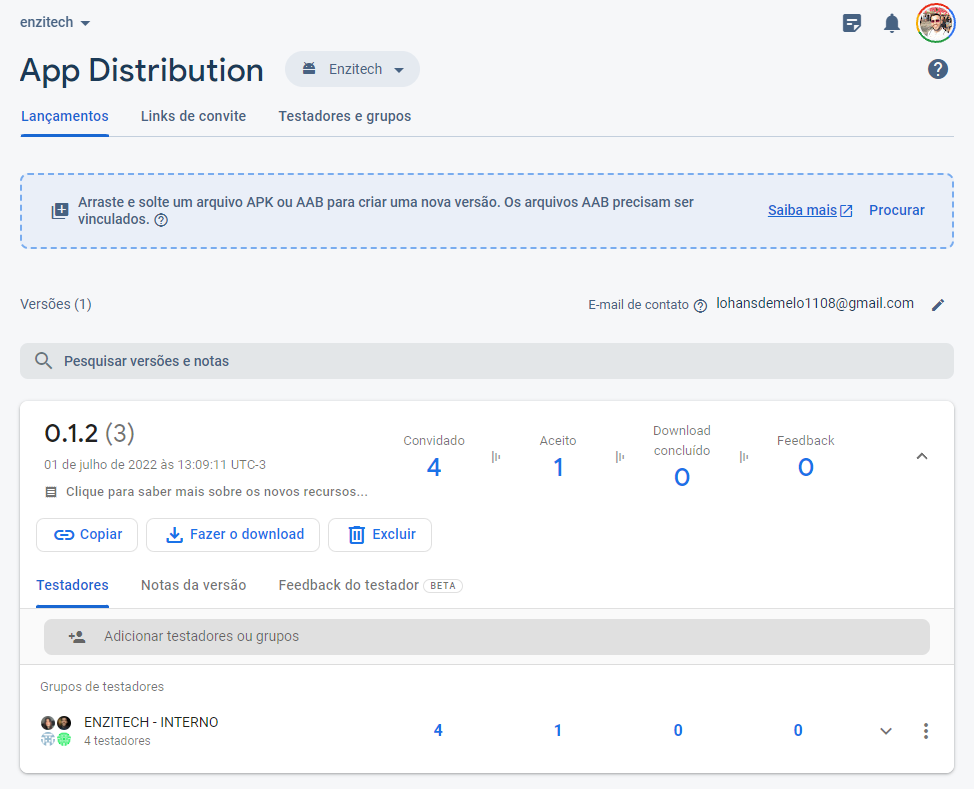 enzitech
App Distribution
Enzitech
Lançamentos
Links de convite
Testadores e grupos
Arraste e solte um arquivo APK ou AAB para criar uma nova versão. Os arquivos AAB precisam ser
vinculados.
Saiba mais
Procurar
Versões (1)
E-mail de contato
lohansdemelo1108@gmail.com
Pesquisar versões e notas
0.1.2 (3)
01 de julho de 2022 às 13:09:11 UTC-3
Clique para saber mais sobre os novos recursos...
Convidado
4
Aceito
1
Download
concluído
0
Feedback
0
Copiar
Fazer o download
Excluir
Testadores
Notas da versão
Feedback do testador BETA
Adicionar testadores ou grupos
Grupos de testadores
ENZITECH - INTERNO
4 testadores
4
1
0
0